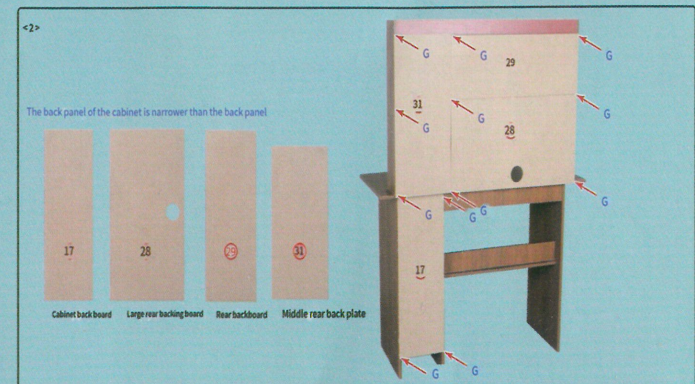 <2>
G
G
G
29
The back panel of the cabinet is narrower than the back panel
31
G
G
G
28
17
28
29
31
G
G
G
G
17
Cabinet back board
Large rear backing board
Rear backboard
Middle rear back plate
G
G